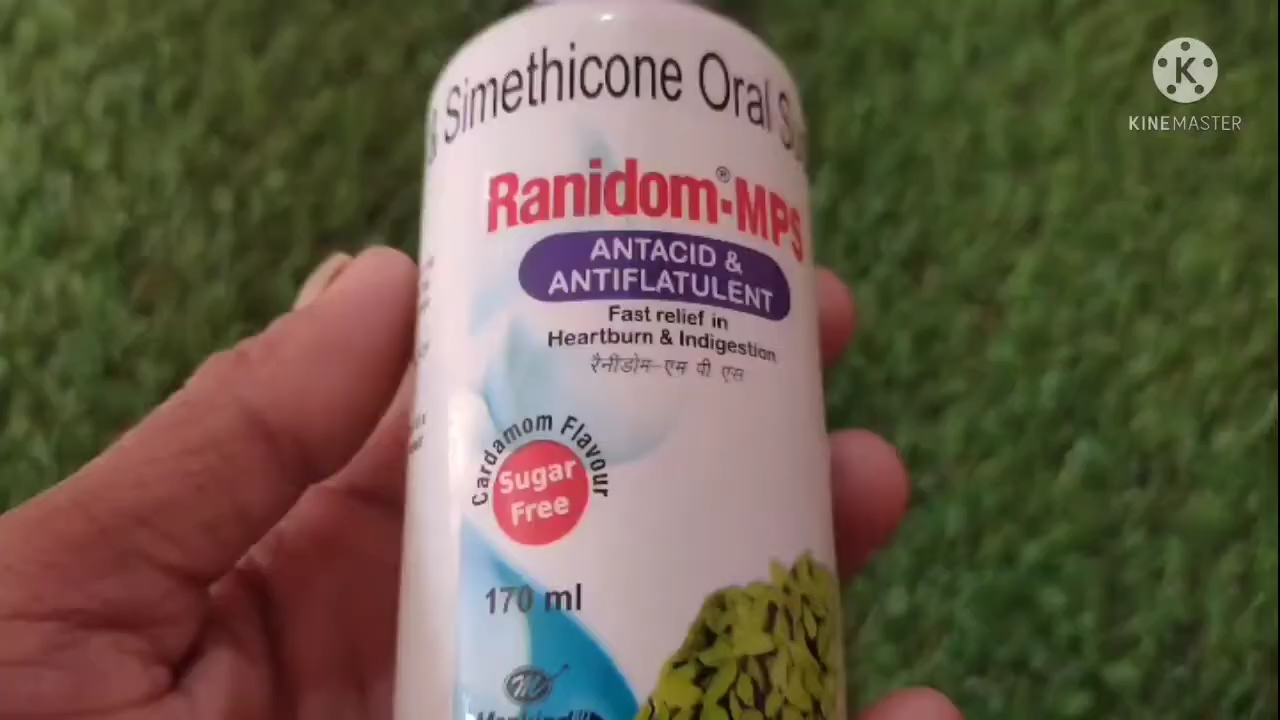 & Simethicone Oral
Ranidom®-MPS
ANTACID &
ANTIFLATULENT
Fast relief in
Heartburn & Indigestion
रैनीडोम-एम पी एस
Cardamom Flavour
Sugar
Free
170 ml
K
KINEMASTER